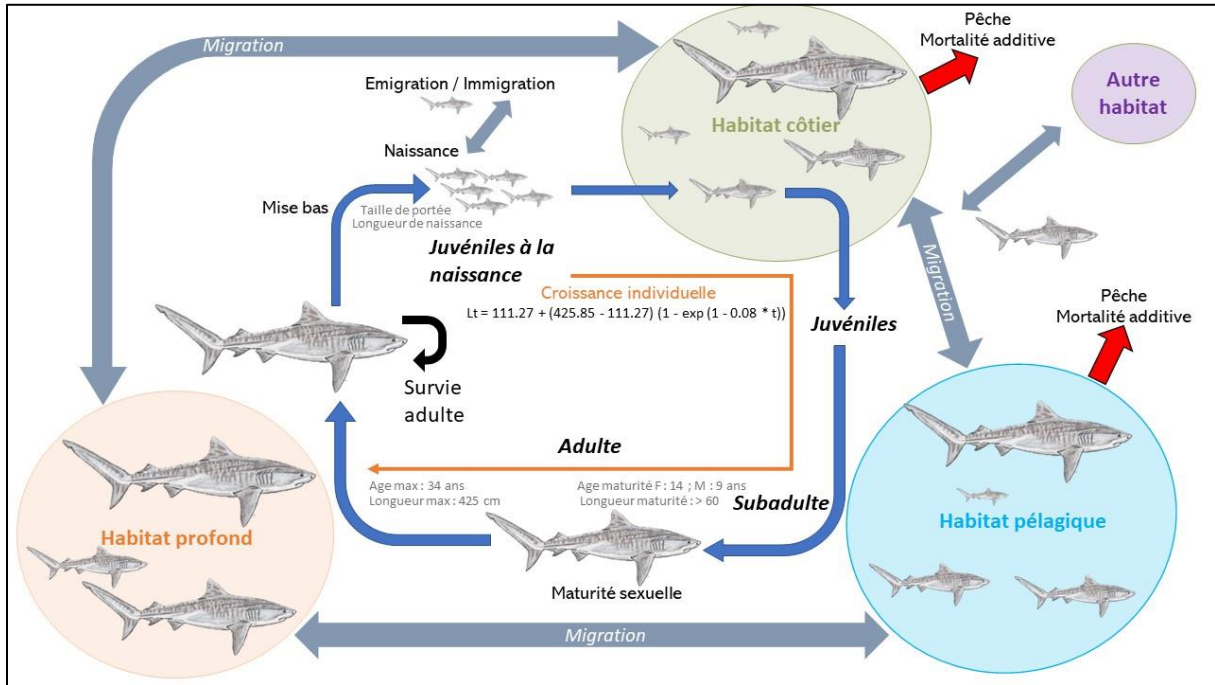 Migration
Pêche
Mortalité additive
Emigration / Immigration
Autre
habitat
Habitat côtier
Naissance
Mise bas
Taille de portée
Longueur de naissance
Juvéniles à la
naissance
Migration
Croissance individuelle
Lt = 111.27 + (425.85 - 111.27) (1 - exp (1 - 0.08 * t))
Juvéniles
Pêche
Mortalité additive
Survie
adulte
Adulte
Age max : 34 ans
Longueur max : 425 cm
Age maturité F : 14 ; M : 9 ans
Longueur maturité : > 60
Subadulte
Habitat profond
Habitat pélagique
Maturité sexuelle
Migration